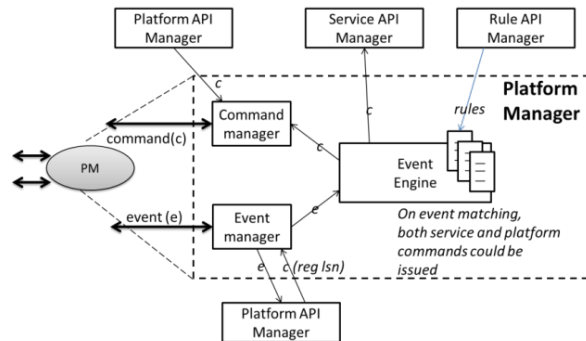 Platform API
Manager
Service API
Manager
Rule API
Manager
Platform
Manager
c
c
rules
Command
manager
command(c)
c
Event
Engine
PM
event (e)
Event
manager
e
On event matching,
both service and platform
commands could be
issued
e
c (reg lsn)
Platform API
Manager